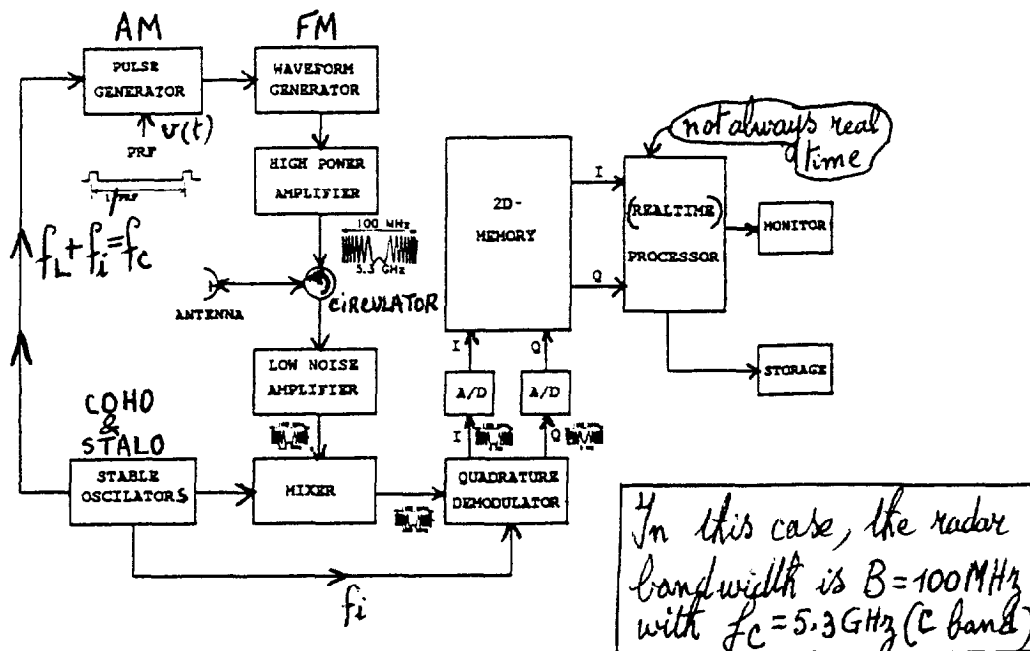 AM
FM
PULSE
GENERATOR
WAVEFORM
GENERATOR
v(t)
PRF
1/PRF
HIGH POWER
AMPLIFIER
100 MHz
5.3 GHz
fL + fi = fc
ANTENNA
CIRCULATOR
LOW NOISE
AMPLIFIER
COHO
&
STALO
STABLE
OSCILATORS
MIXER
QUADRATURE
DEMODULATOR
fi
I
Q
A/D
A/D
I
Q
2D-
MEMORY
I
Q
not always real
time
(REALTIME)
PROCESSOR
MONITOR
STORAGE
In this case, the radar
bandwidth is B = 100 MHz
with fc = 5.3 GHz (C band)